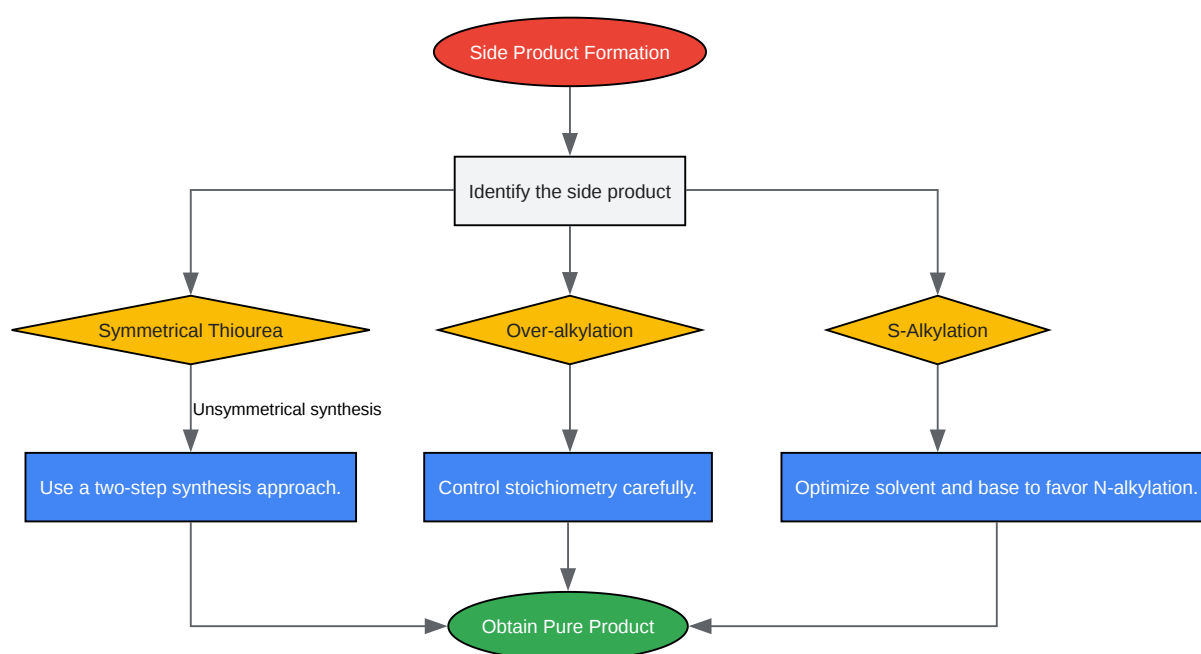 Side Product Formation
Identify the side product
Symmetrical Thiourea
Over-alkylation
S-Alkylation
Unsymmetrical synthesis
Use a two-step synthesis approach.
Control stoichiometry carefully.
Optimize solvent and base to favor N-alkylation.
Obtain Pure Product